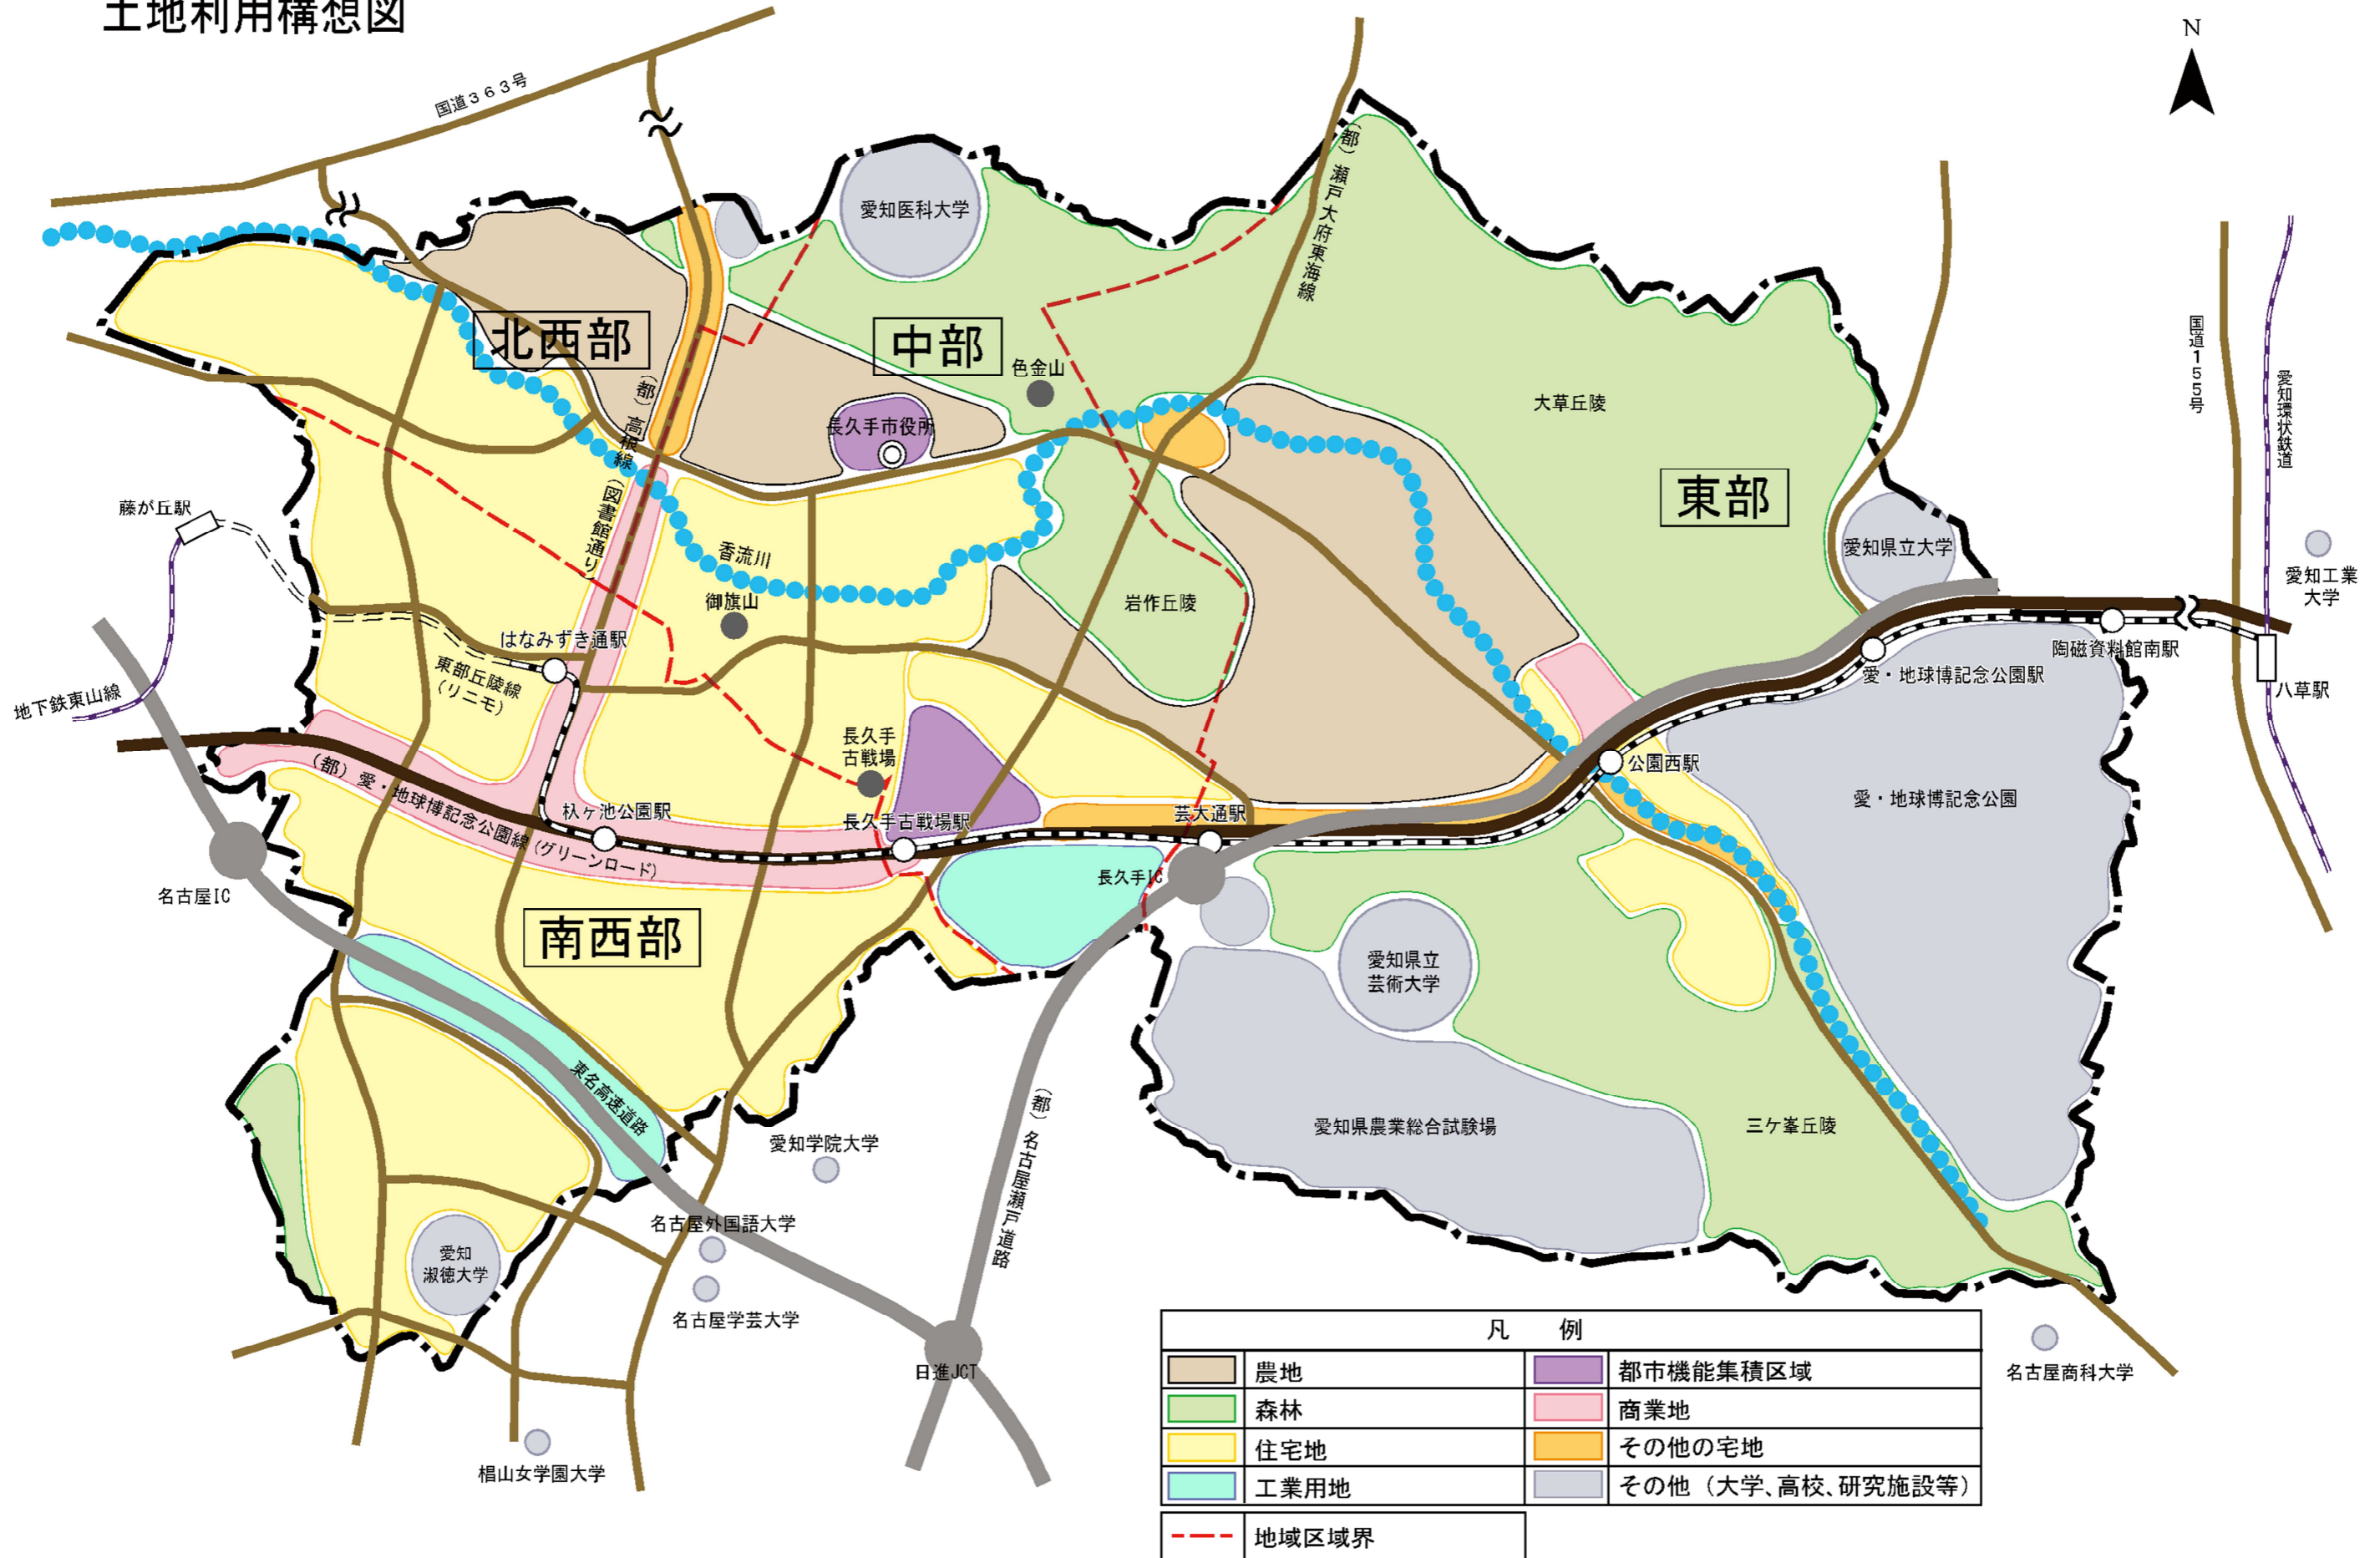 土地利用構想図
N
国道３６３号
(都)瀬戸大府東海線
愛知医科大学
北西部
中部
色金山
大草丘陵
国道155号
愛知環状鉄道
(都)高根線(図書館通り)
長久手市役所
東部
藤が丘駅
愛知県立大学
愛知工業
大学
香流川
岩作丘陵
御旗山
はなみずき通駅
陶磁資料館南駅
東部丘陵線
(リニモ)
愛・地球博記念公園駅
八草駅
地下鉄東山線
長久手
古戦場
公園西駅
(都)愛・地球博記念公園線(グリーンロード)
杁ヶ池公園駅
長久手古戦場駅
芸大通駅
愛・地球博記念公園
名古屋IC
長久手IC
南西部
愛知県立
芸術大学
東名高速道路
(都)名古屋瀬戸道路
愛知学院大学
愛知県農業総合試験場
三ケ峯丘陵
名古屋外国語大学
愛知
淑徳大学
名古屋学芸大学
日進JCT
名古屋商科大学
椙山女学園大学
凡 例
農地 都市機能集積区域
森林 商業地
住宅地 その他の宅地
工業用地 その他（大学、高校、研究施設等）
地域区域界